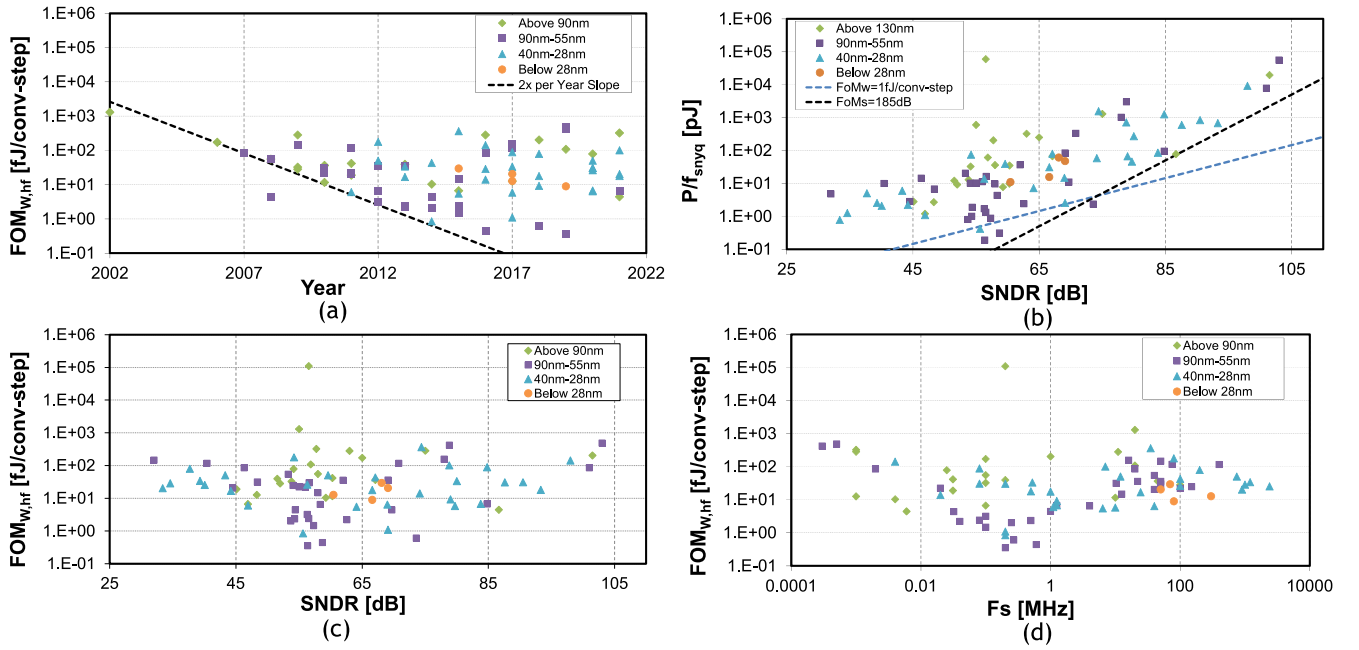 FOM_W,hf [fJ/conv-step]
1.E+06
1.E+05
1.E+04
1.E+03
1.E+02
1.E+01
1.E+00
1.E-01
2002
2007
2012
2017
2022
Year
Above 90nm
90nm-55nm
40nm-28nm
Below 28nm
2x per Year Slope
(a)
P/f_smyq [pJ]
1.E+06
1.E+05
1.E+04
1.E+03
1.E+02
1.E+01
1.E+00
1.E-01
25
45
65
85
105
SNDR [dB]
Above 130nm
90nm-55nm
40nm-28nm
Below 28nm
FoMw=1fJ/conv-step
FoMs=185dB
(b)
FOM_W,hf [fJ/conv-step]
1.E+06
1.E+05
1.E+04
1.E+03
1.E+02
1.E+01
1.E+00
1.E-01
25
45
65
85
105
SNDR [dB]
Above 90nm
90nm-55nm
40nm-28nm
Below 28nm
(c)
FOM_W,hf [fJ/conv-step]
1.E+06
1.E+05
1.E+04
1.E+03
1.E+02
1.E+01
1.E+00
1.E-01
0.0001
0.01
1
100
10000
Fs [MHz]
Above 90nm
90nm-55nm
40nm-28nm
Below 28nm
(d)